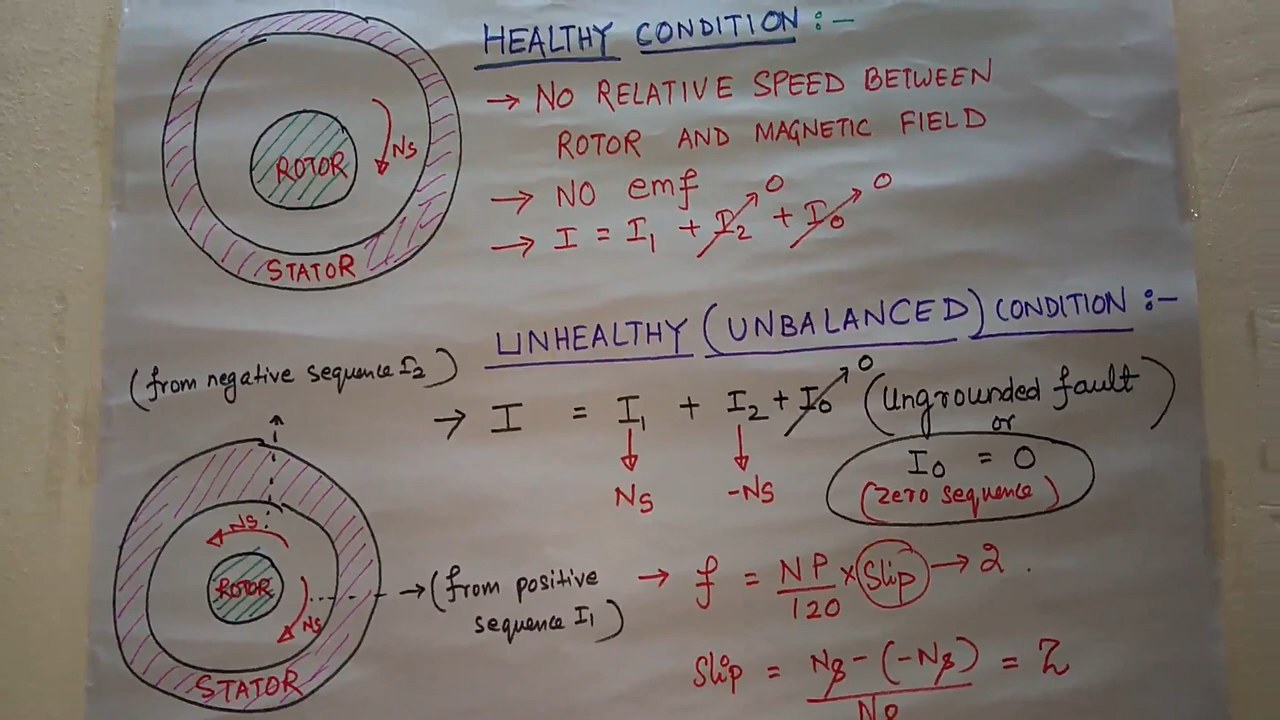 HEALTHY CONDITION :-
→ NO RELATIVE SPEED BETWEEN
ROTOR AND MAGNETIC FIELD
→ NO emf
→ I = I₁ + I₂ ↗ 0 + I₀ ↗ 0
ROTOR
Ns
STATOR
UNHEALTHY (UNBALANCED) CONDITION :-
(from negative sequence I₂)
→ I = I₁ + I₂ + I₀ ↗ 0 (Ungrounded fault
or
I₀ = 0
(Zero sequence)
)
Ns
-Ns
Ns
ROTOR
Ns
STATOR
→ (from positive
sequence I₁)
→ f = NP/120 × Slip → 2.
Slip = Ns - (-Ns) / Ns = 2